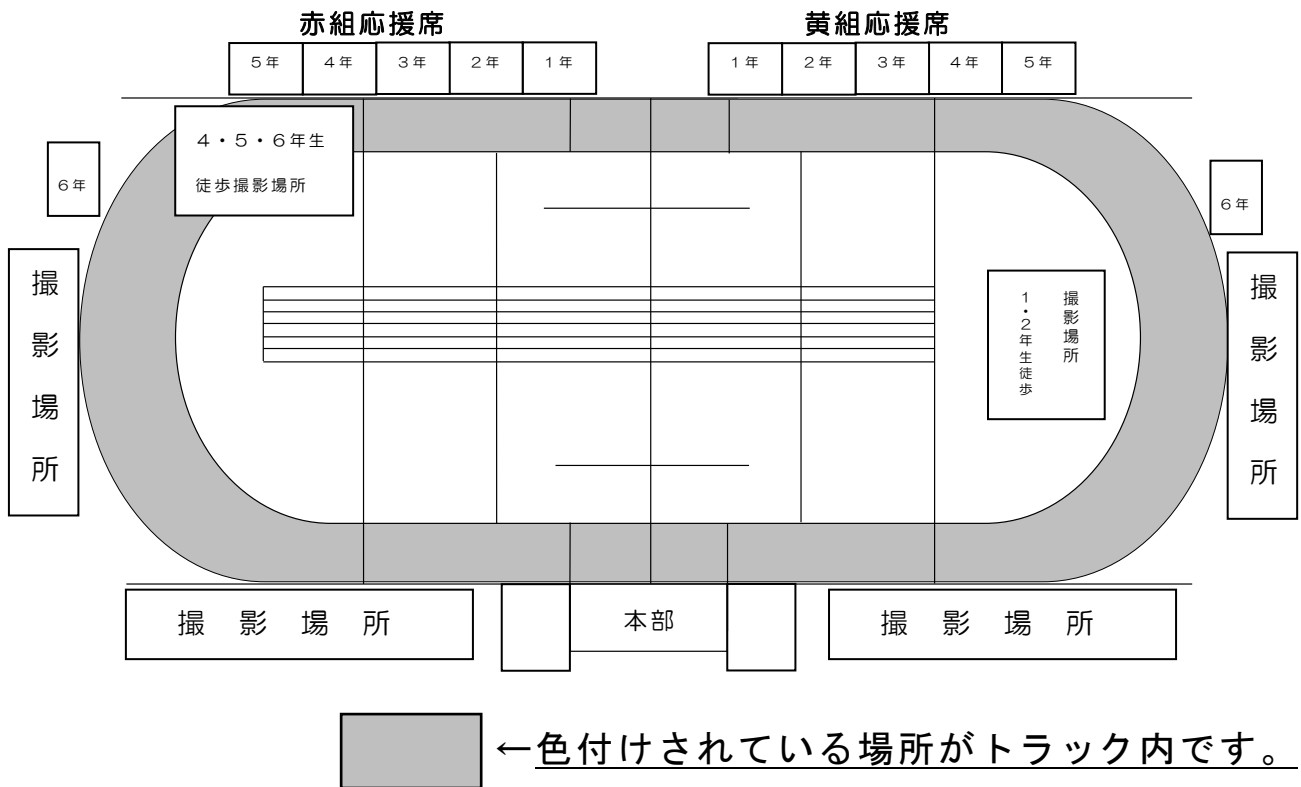 赤組応援席
黄組応援席
5年 4年 3年 2年 1年
1年 2年 3年 4年 5年
4・5・6年生
徒歩撮影場所
6年
6年
撮影場所
撮影場所
1・2年生徒歩
撮影場所
撮影場所
本部
撮影場所
←色付けされている場所がトラック内です。